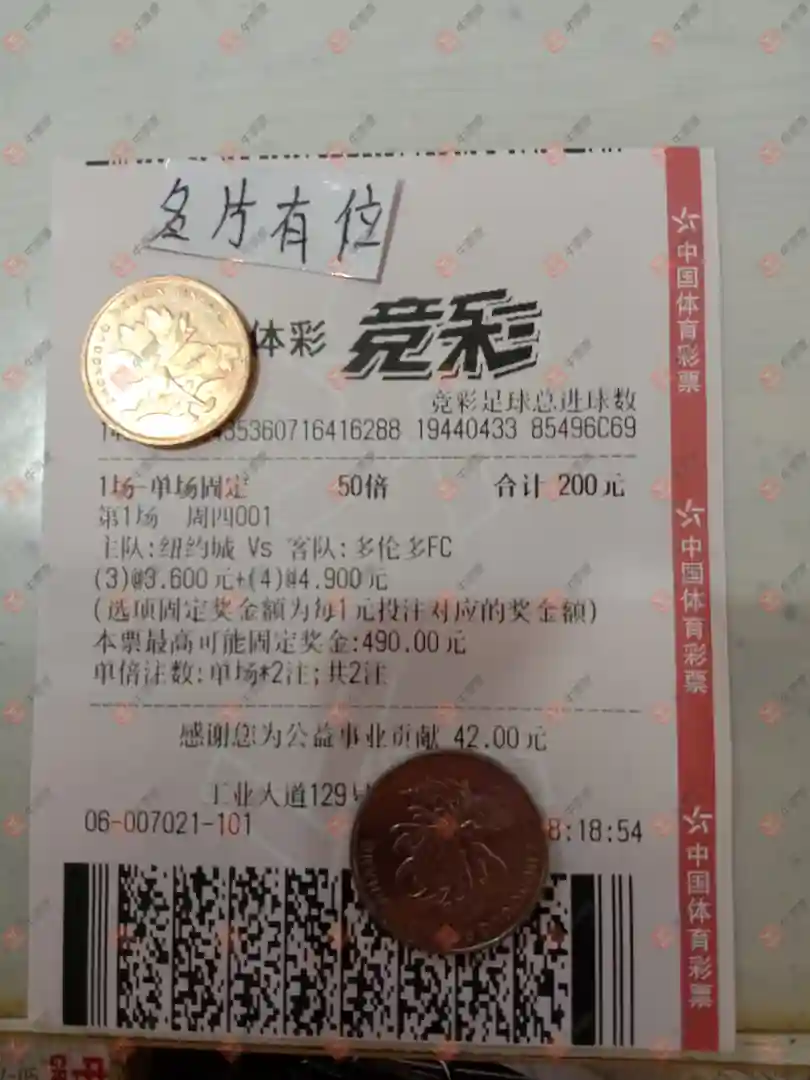 名片有位
体彩 竞彩
竞彩足球总进球数
5360716416288 19440433 85496C69
1场-单场固定 50倍 合计 200元
第1场 周四001
主队:纽约城 Vs 客队:多伦多FC
(3)@3.600元+(4)@4.900元
(选项固定奖金额为每1元投注对应的奖金额)
本票最高可能固定奖金:490.00元
单倍注数:单场*2注;共2注
感谢您为公益事业贡献 42.00元
工业大道129号
06-007021-101 8:18:54
中国体育彩票
中国体育彩票
中国体育彩票